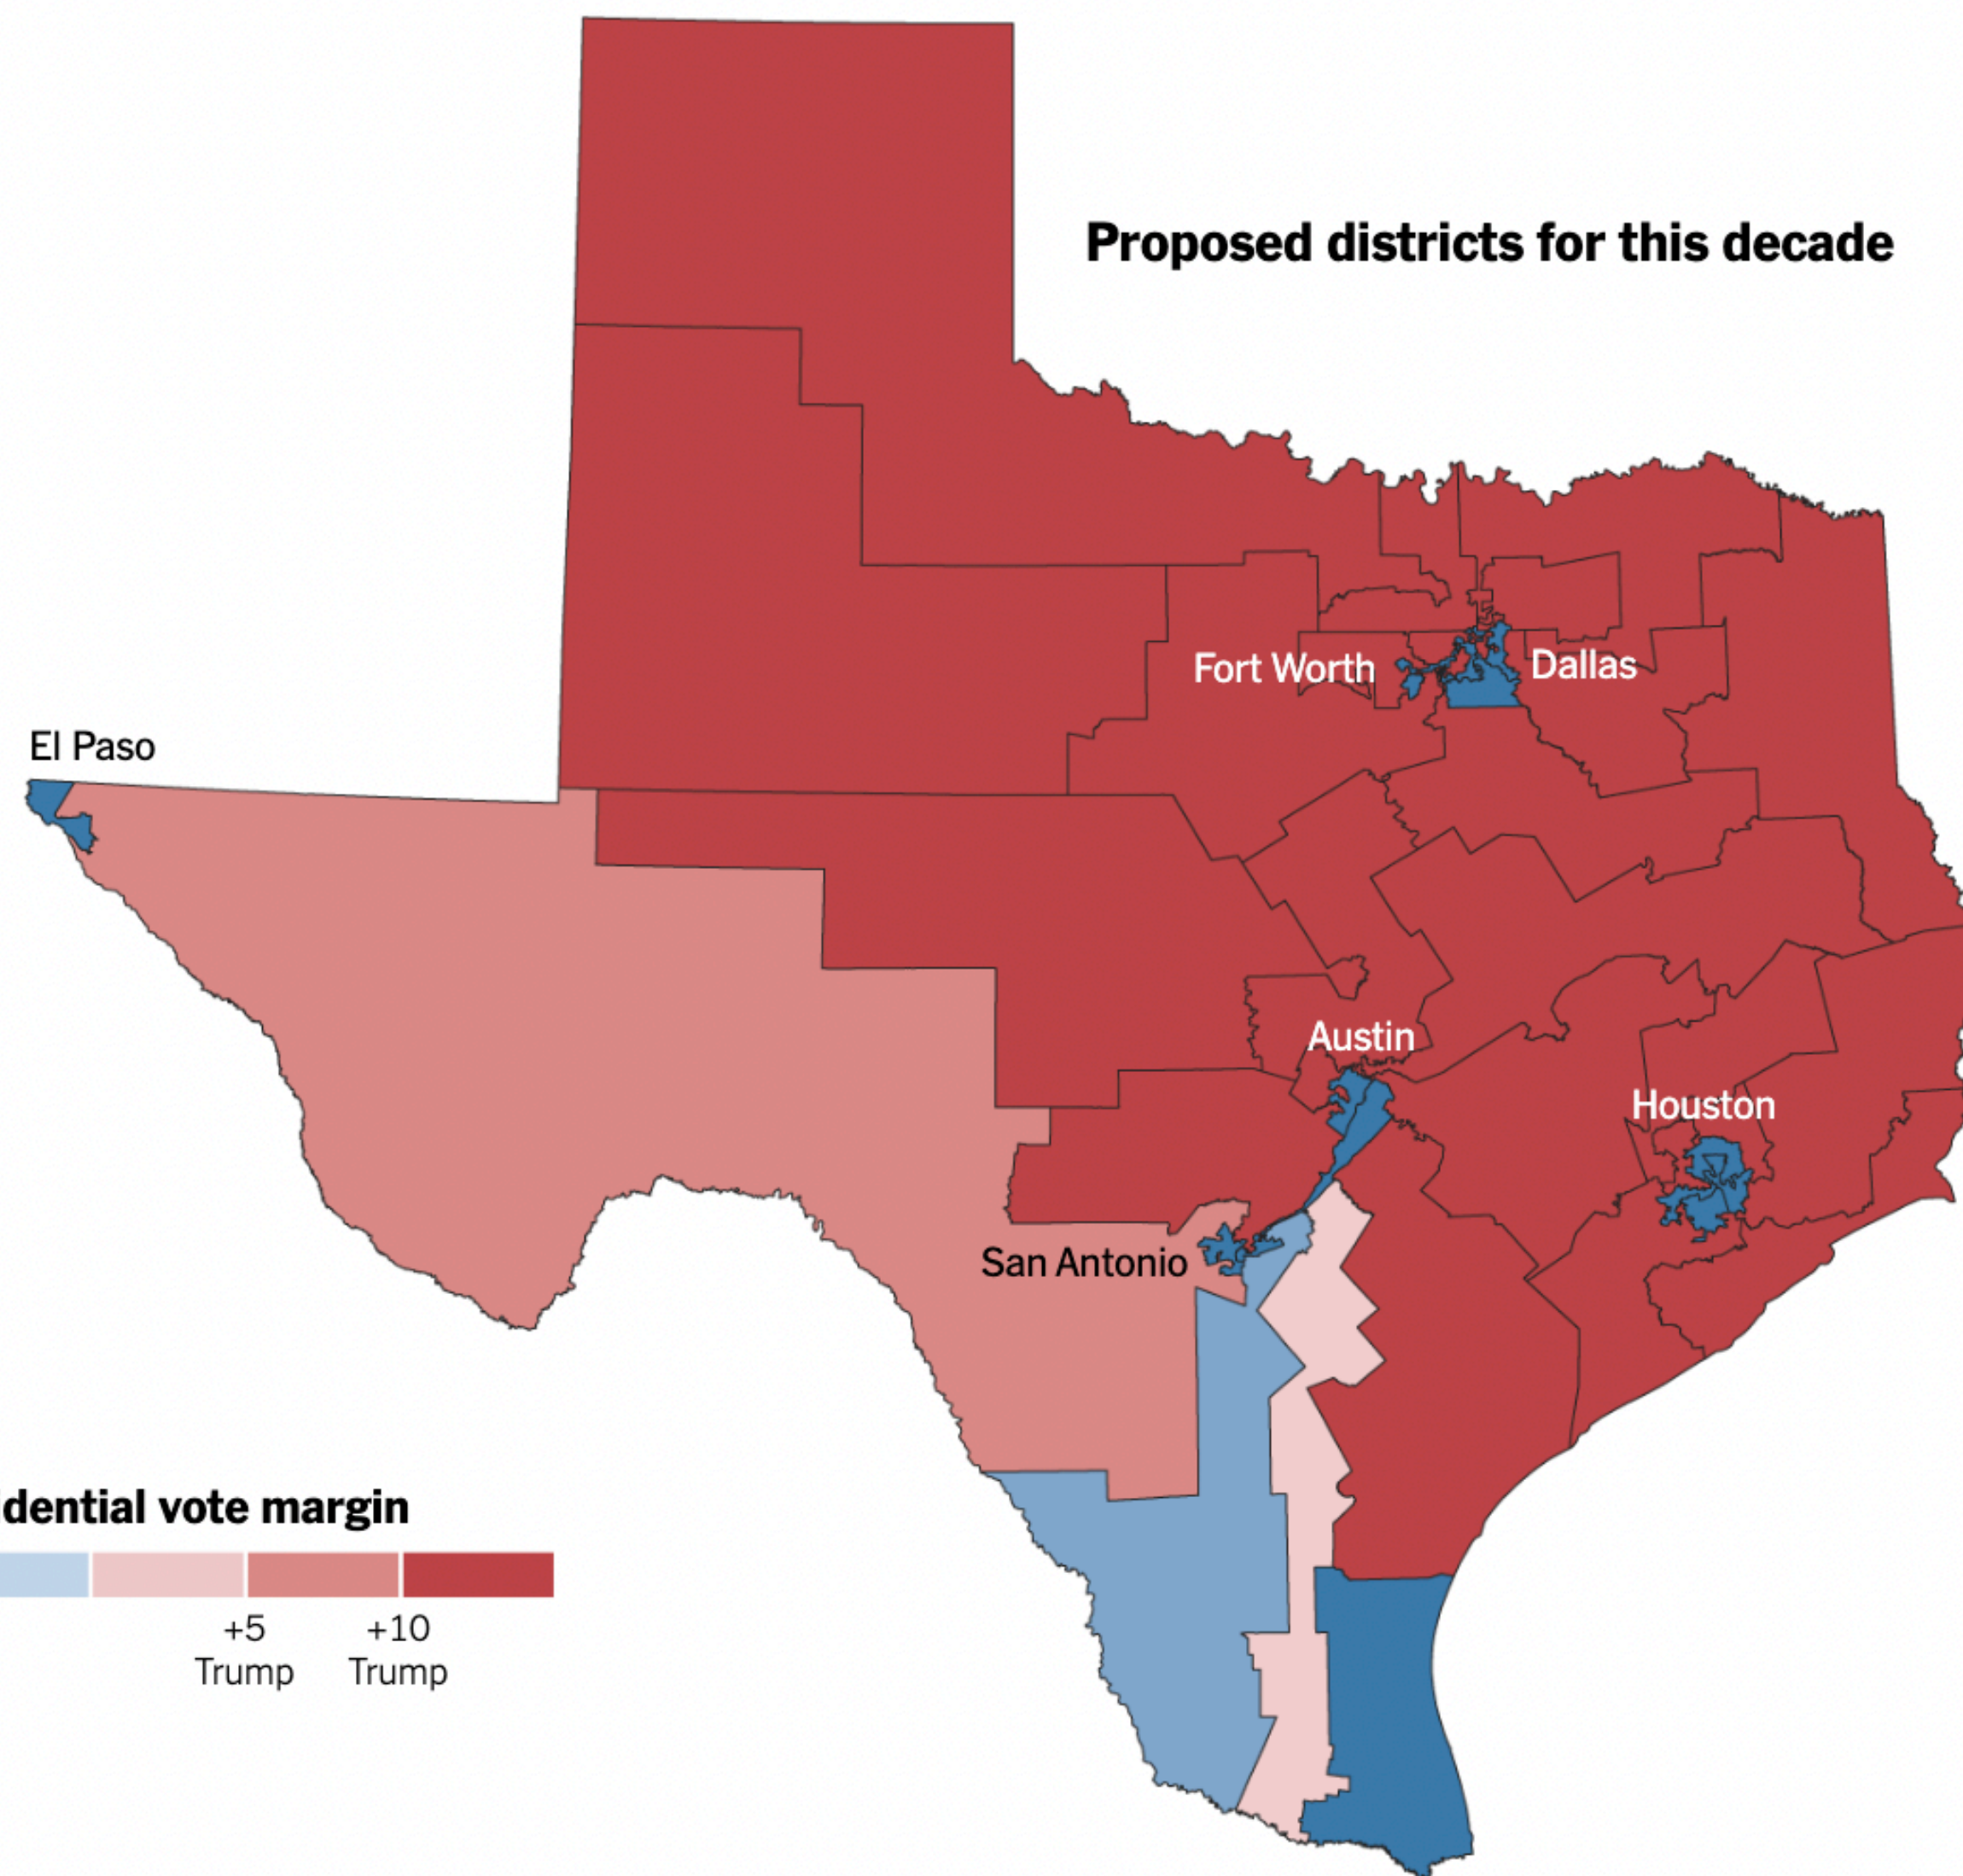 Proposed districts for this decade
Fort Worth
Dallas
El Paso
Austin
Houston
San Antonio
idential vote margin
+5
Trump
+10
Trump